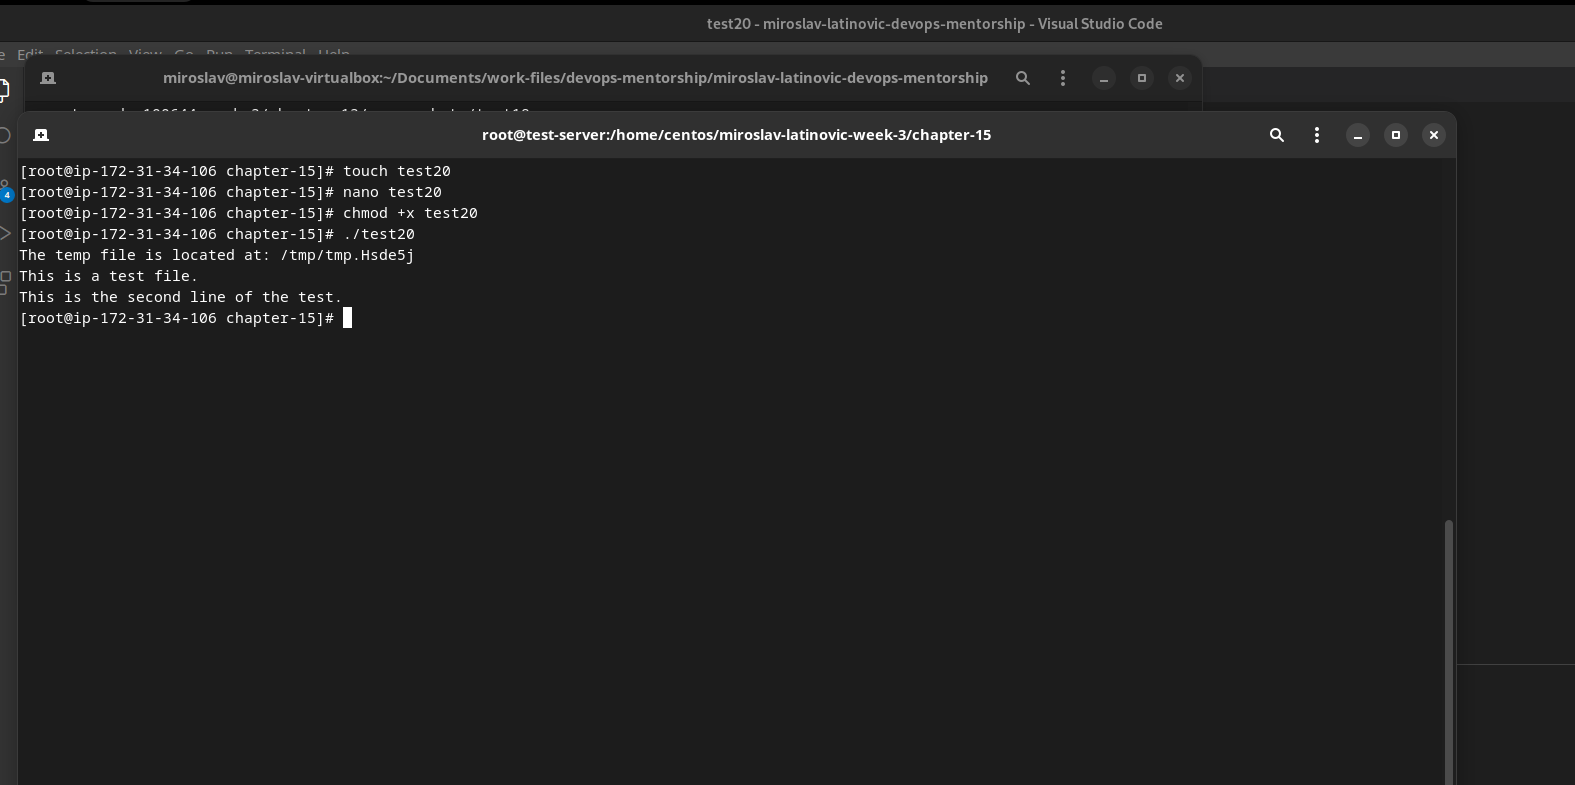 test20 - miroslav-latinovic-devops-mentorship - Visual Studio Code
Edit Selection View Go Run Terminal Help
miroslav@miroslav-virtualbox:~/Documents/work-files/devops-mentorship/miroslav-latinovic-devops-mentorship
root@test-server:/home/centos/miroslav-latinovic-week-3/chapter-15
4
[root@ip-172-31-34-106 chapter-15]# touch test20
[root@ip-172-31-34-106 chapter-15]# nano test20
[root@ip-172-31-34-106 chapter-15]# chmod +x test20
[root@ip-172-31-34-106 chapter-15]# ./test20
The temp file is located at: /tmp/tmp.Hsde5j
This is a test file.
This is the second line of the test.
[root@ip-172-31-34-106 chapter-15]#